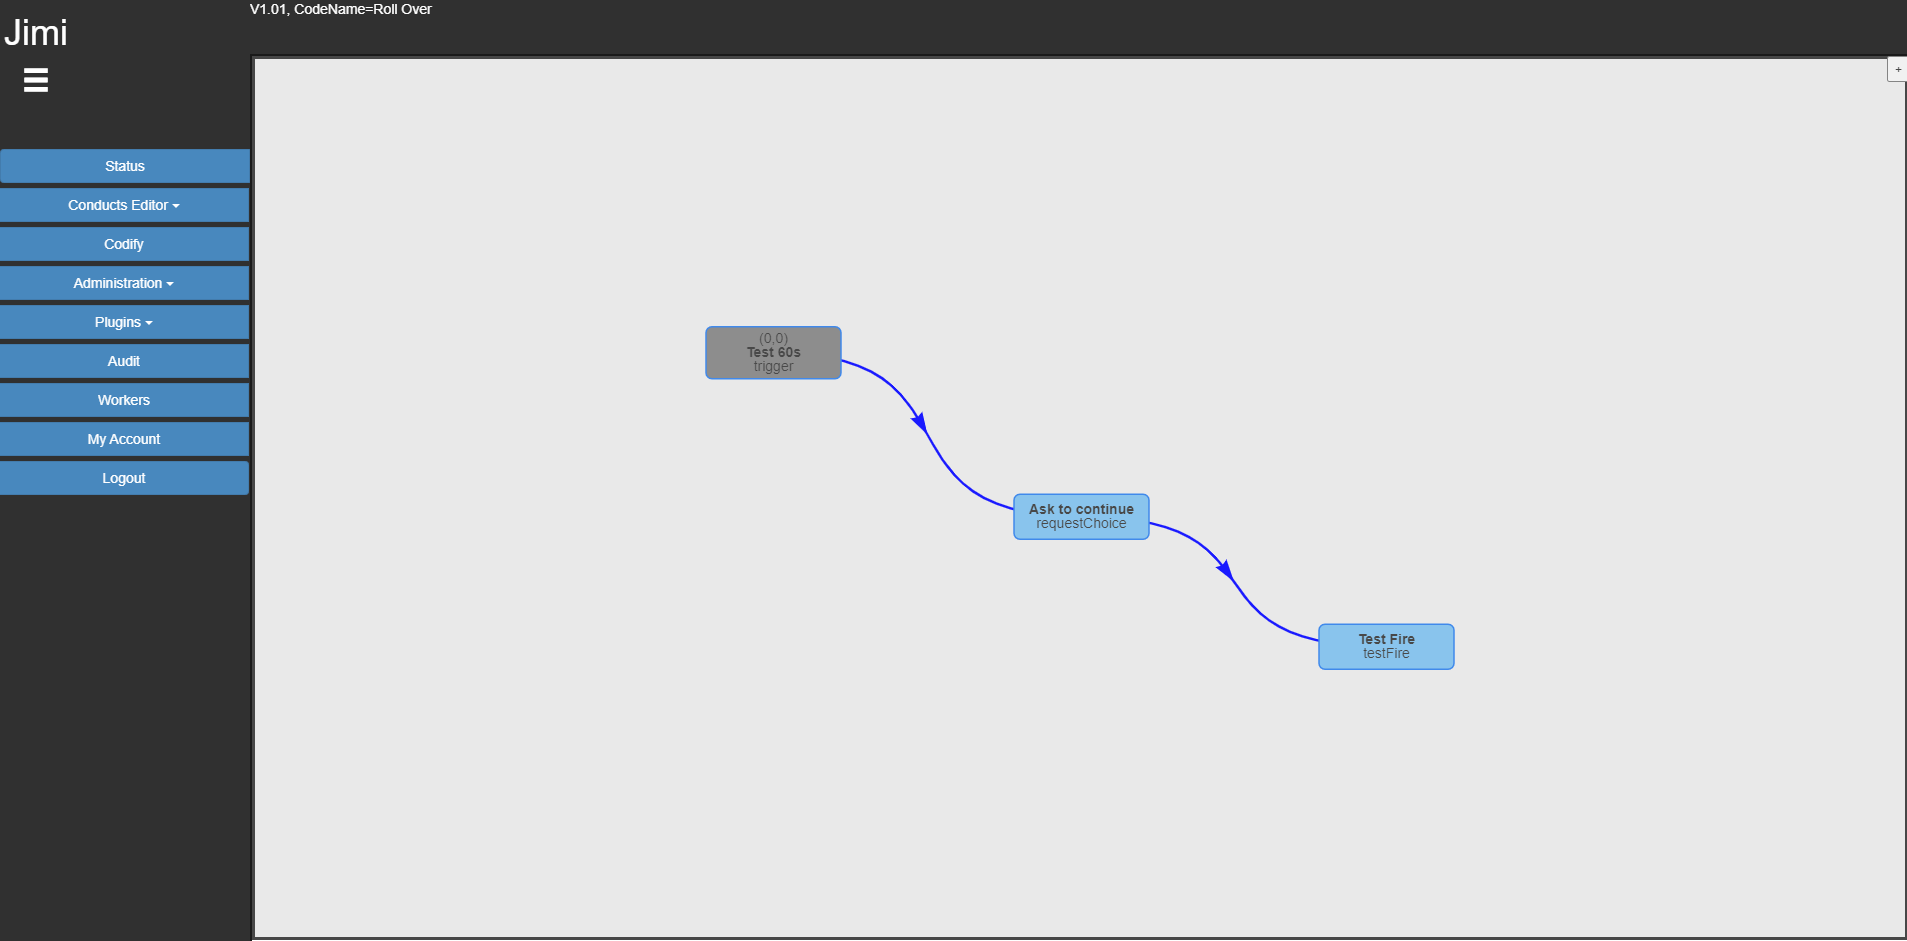 V1.01, CodeName=Roll Over
Jimi
+
Status
Conducts Editor
Codify
Administration
Plugins
Audit
Workers
My Account
Logout
(0,0)
Test 60s
trigger
Ask to continue
requestChoice
Test Fire
testFire